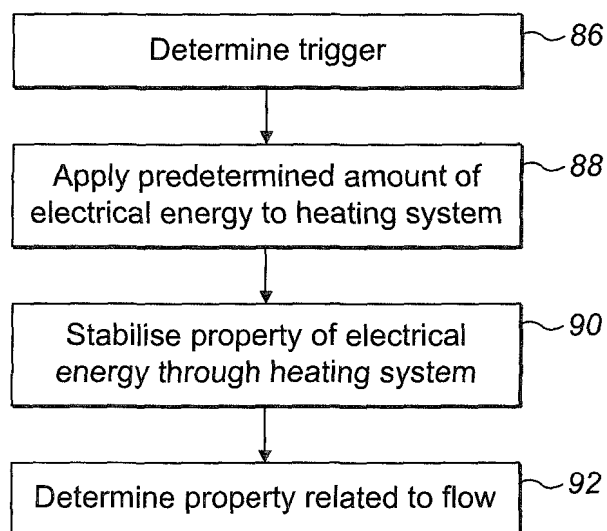 Determine trigger
86
Apply predetermined amount of
electrical energy to heating system
88
Stabilise property of electrical
energy through heating system
90
Determine property related to flow
92